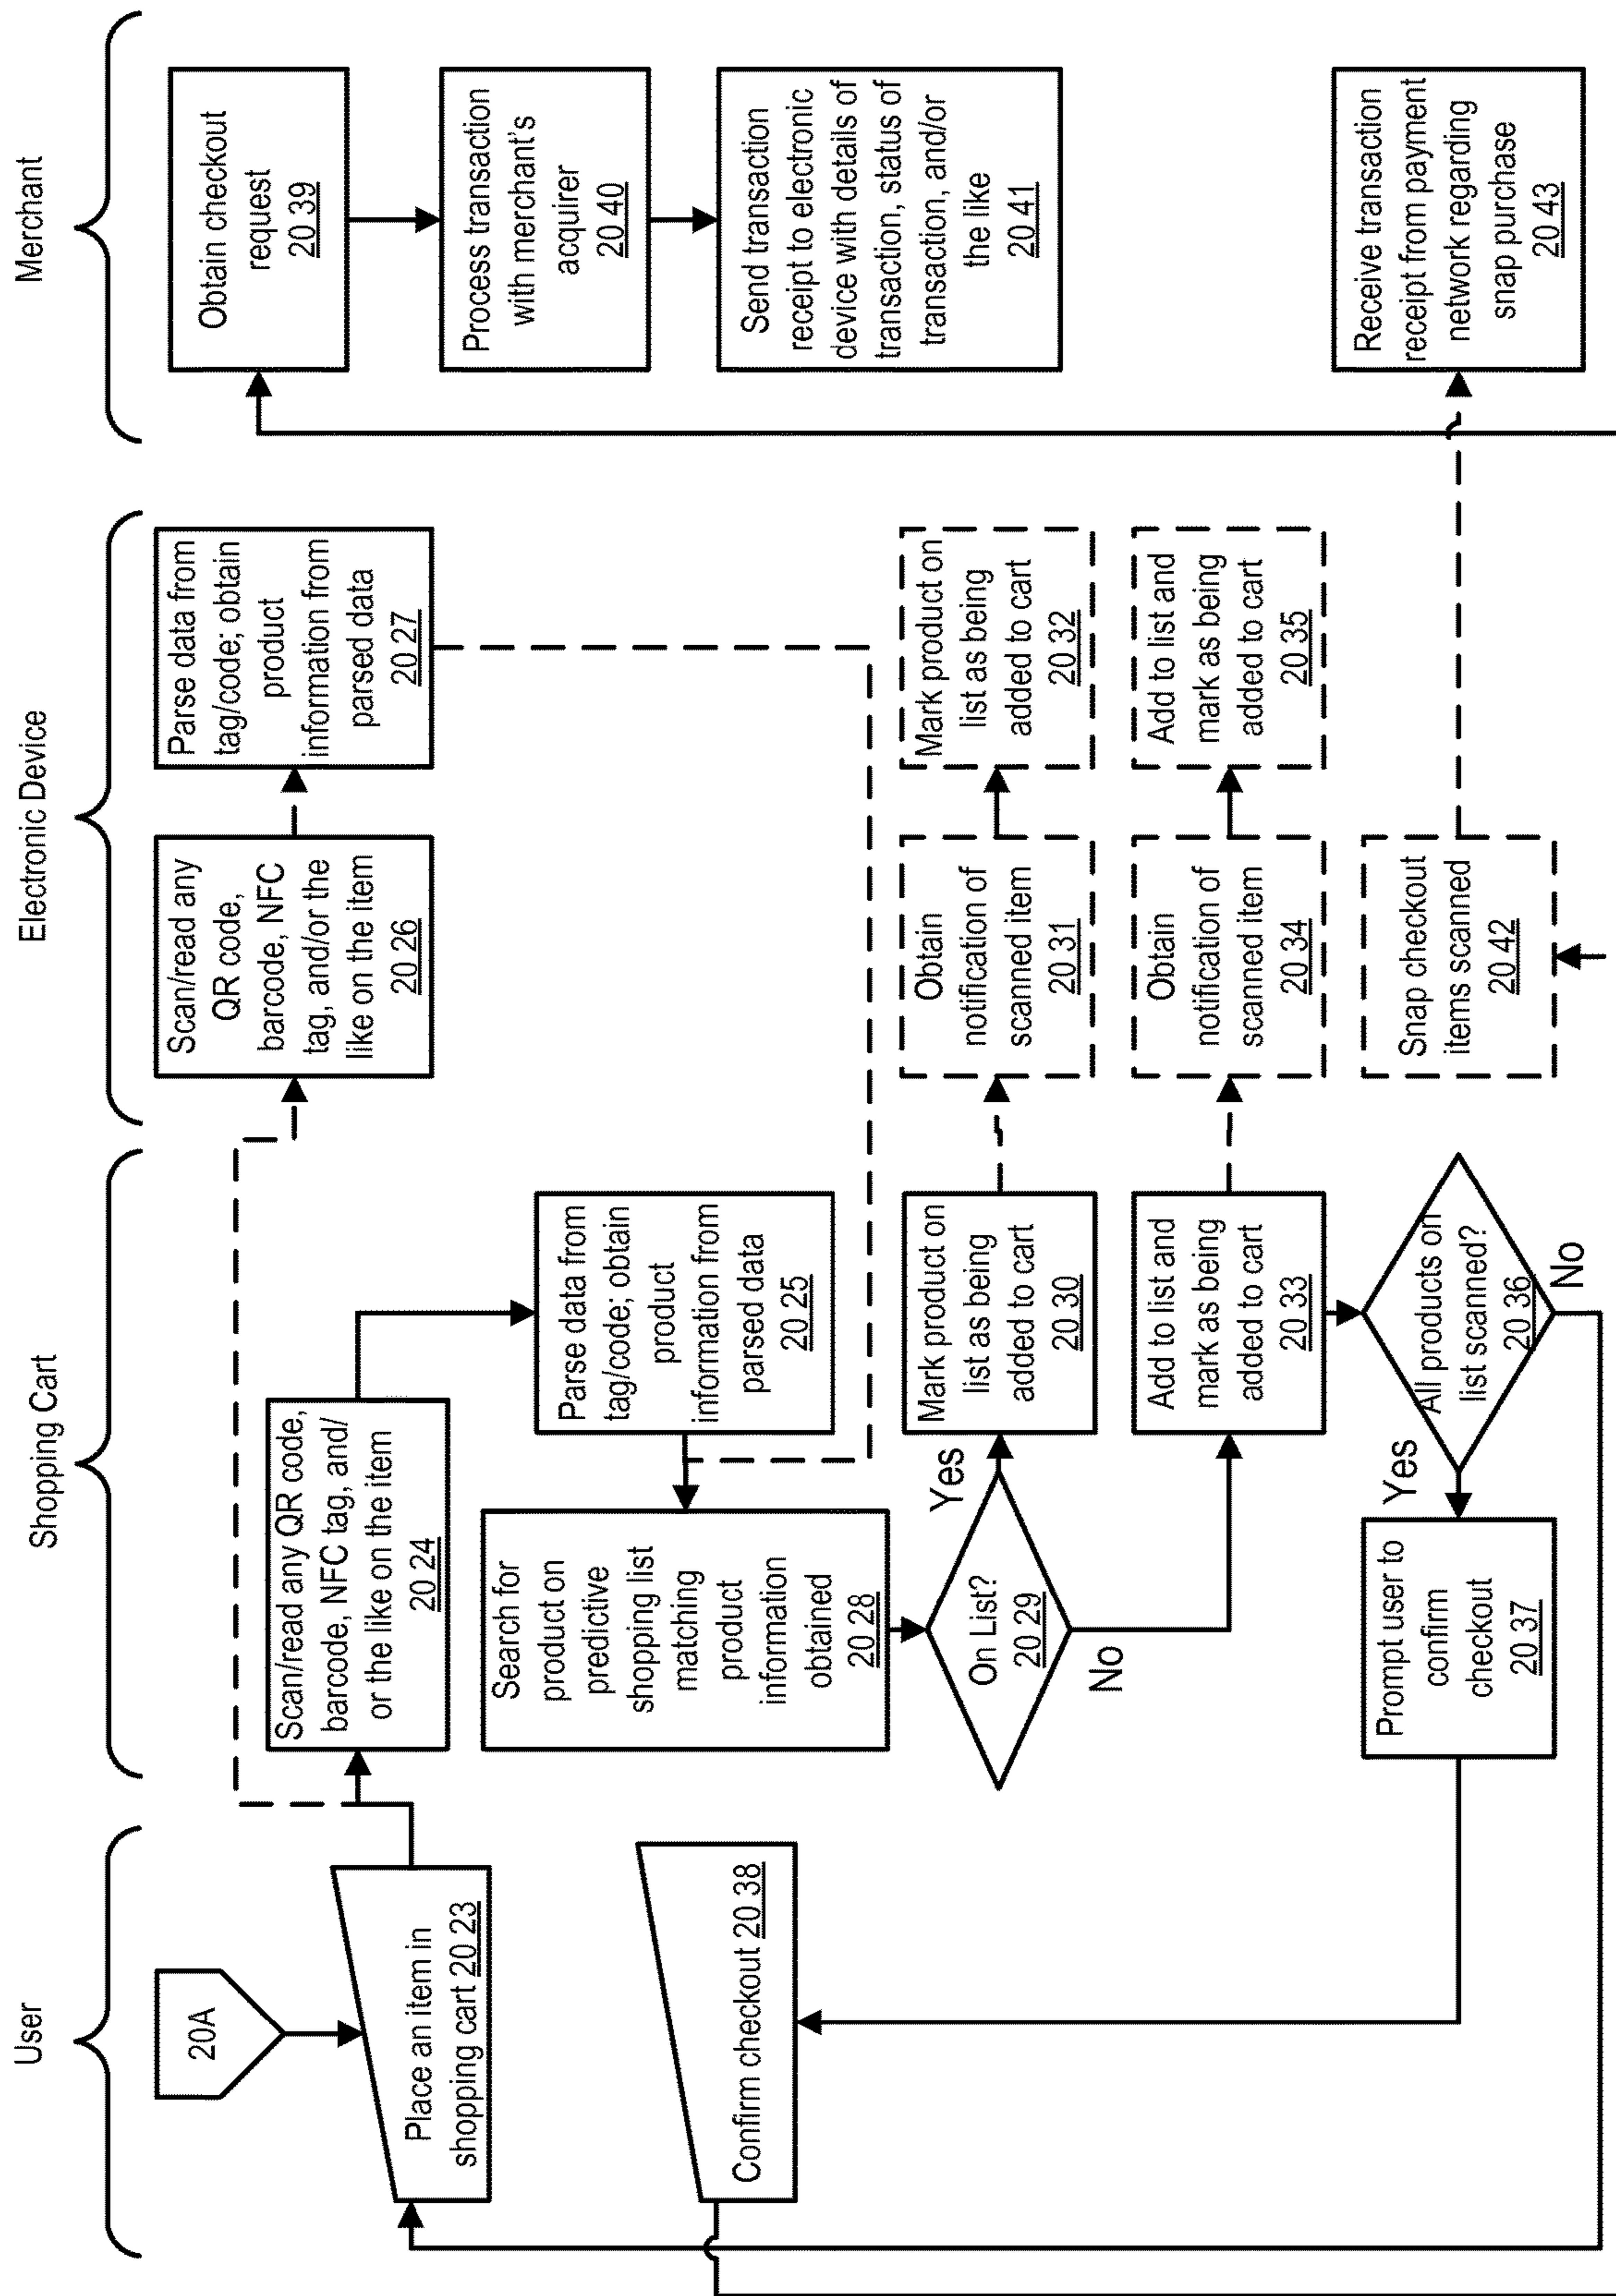 User
Shopping Cart
Electronic Device
Merchant
20A
Place an item in
shopping cart 20 23
Scan/read any QR code,
barcode, NFC tag, and/
or the like on the item
20 24
Parse data from
tag/code; obtain
product
information from
parsed data
20 25
Scan/read any
QR code,
barcode, NFC
tag, and/or the
like on the item
20 26
Parse data from
tag/code; obtain
product
information from
parsed data
20 27
Search for
product on
predictive
shopping list
matching
product
information
obtained
20 28
On List?
20 29
Yes
No
Mark product on
list as being
added to cart
20 30
Obtain
notification of
scanned item
20 31
Mark product on
list as being
added to cart
20 32
Add to list and
mark as being
added to cart
20 33
Obtain
notification of
scanned item
20 34
Add to list and
mark as being
added to cart
20 35
All products on
list scanned?
20 36
Yes
No
Prompt user to
confirm
checkout
20 37
Confirm checkout 20 38
Obtain checkout
request
20 39
Process transaction
with merchant's
acquirer
20 40
Send transaction
receipt to electronic
device with details of
transaction, status of
transaction, and/or
the like
20 41
Snap checkout
items scanned
20 42
Receive transaction
receipt from payment
network regarding
snap purchase
20 43